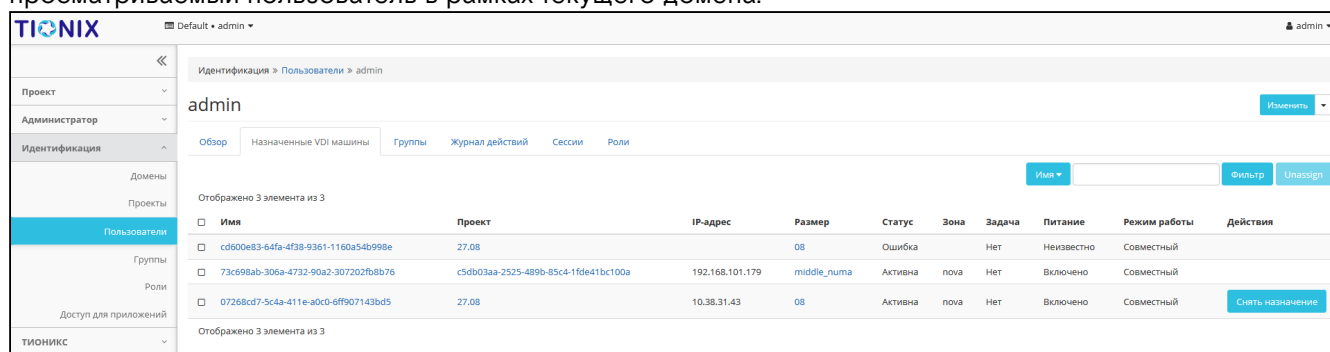 просматриваемый пользователь в рамках текущего домена.
TIONIX Default • admin admin
Идентификация » Пользователи » admin
Проект
admin Изменить
Администратор
Обзор Назначенные VDI машины Группы Журнал действий Сессии Роли
Идентификация
Имя Фильтр Unassign
Домены
Отображено 3 элемента из 3
Проекты
Имя Проект IP-адрес Размер Статус Зона Задача Питание Режим работы Действия
Пользователи
cd600e83-64fa-4f38-9361-1160a54b998e 27.08 08 Ошибка Нет Неизвестно Совместный
Группы
73c698ab-306a-4732-90a2-307202fb8b76 c5db03aa-2525-489b-85c4-1fde41bc100a 192.168.101.179 middle_numa Активна nova Нет Включено Совместный
Роли
07268cd7-5c4a-411e-a0c0-6ff907143bd5 27.08 10.38.31.43 08 Активна nova Нет Включено Совместный Снять назначение
Доступ для приложений
Отображено 3 элемента из 3
ТИОНИКС